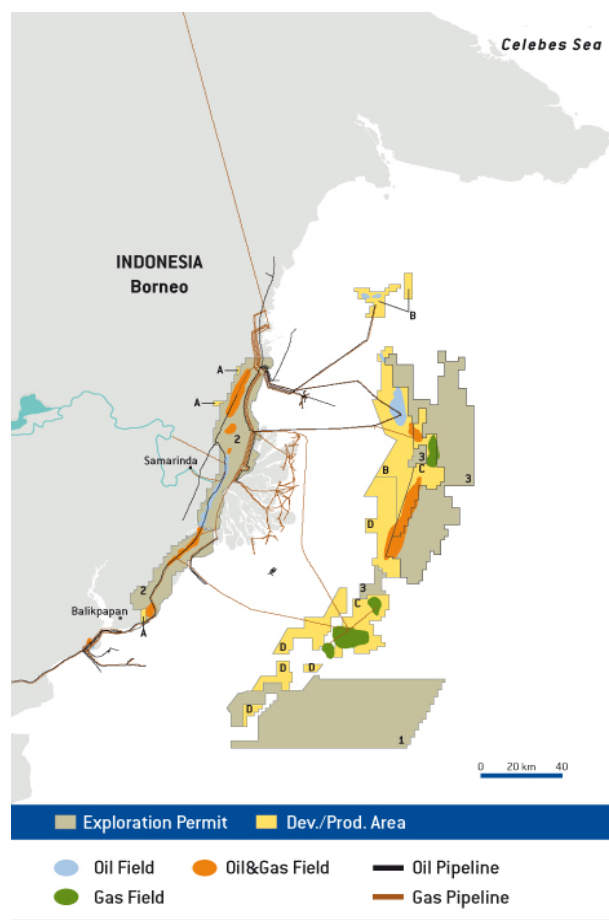 Celebes Sea
INDONESIA
Borneo
B
A
A
2
Samarinda
3
C
B
3
D
2
3
C
Balikpapan
A
D
D
D
D
1
0 20 km 40
Exploration Permit Dev./Prod. Area
Oil Field Oil&Gas Field Oil Pipeline
Gas Field Gas Pipeline